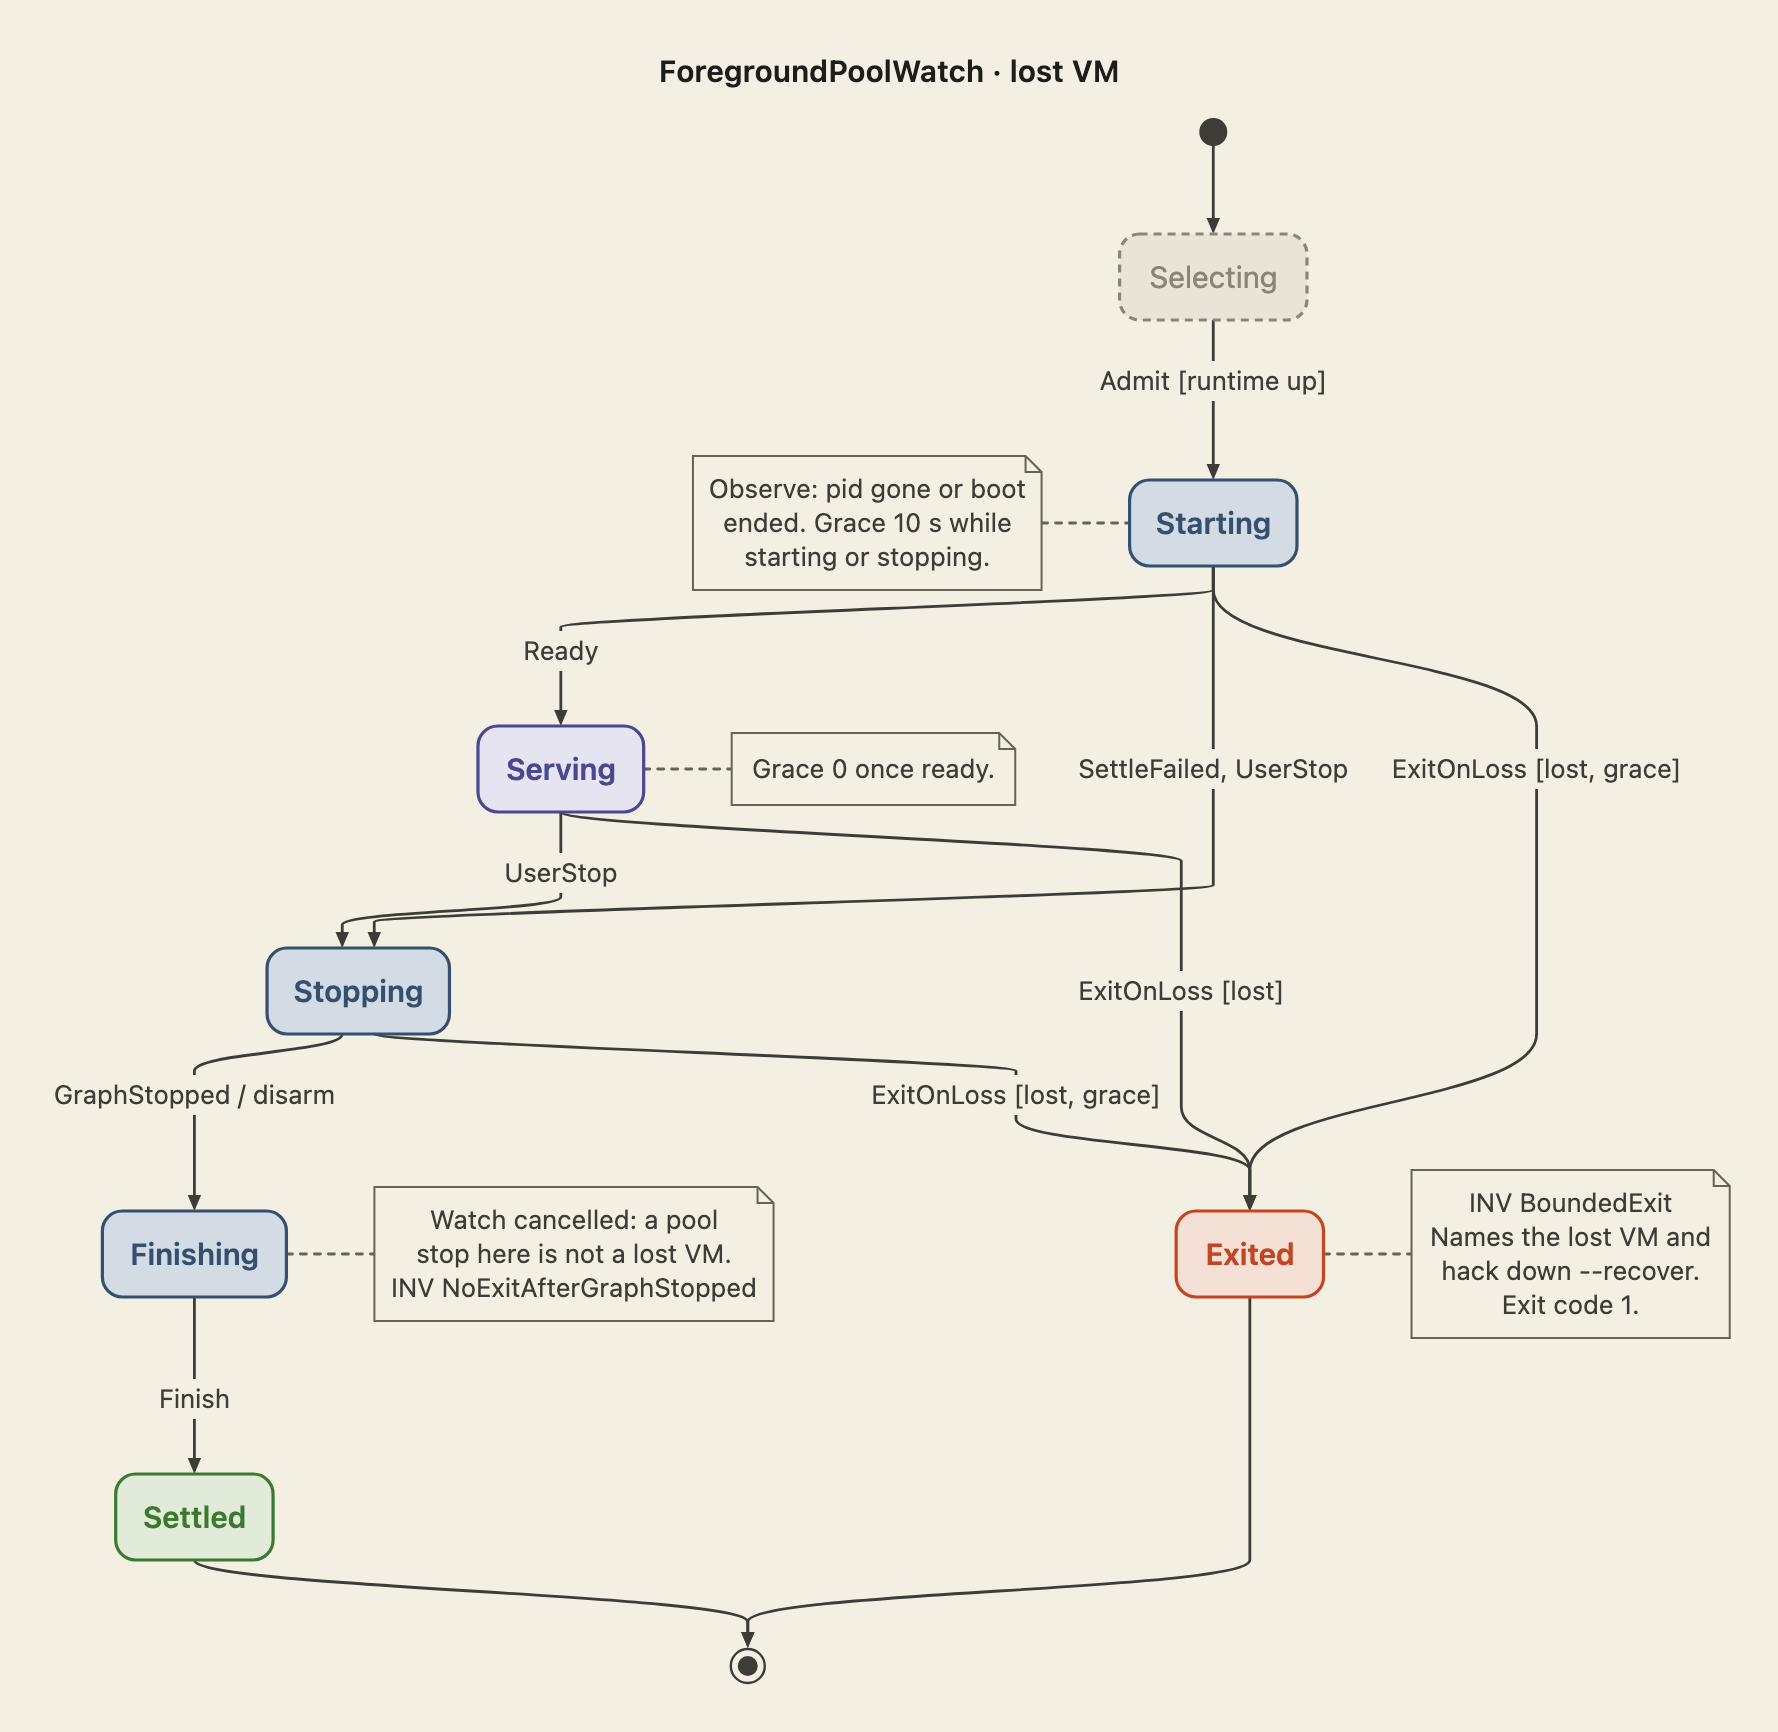 ForegroundPoolWatch · lost VM
Selecting
Admit [runtime up]
Observe: pid gone or boot
ended. Grace 10 s while
starting or stopping.
Starting
Ready
Serving
Grace 0 once ready.
SettleFailed, UserStop
ExitOnLoss [lost, grace]
UserStop
Stopping
ExitOnLoss [lost]
GraphStopped / disarm
ExitOnLoss [lost, grace]
Finishing
Watch cancelled: a pool
stop here is not a lost VM.
INV NoExitAfterGraphStopped
Exited
INV BoundedExit
Names the lost VM and
hack down --recover.
Exit code 1.
Finish
Settled